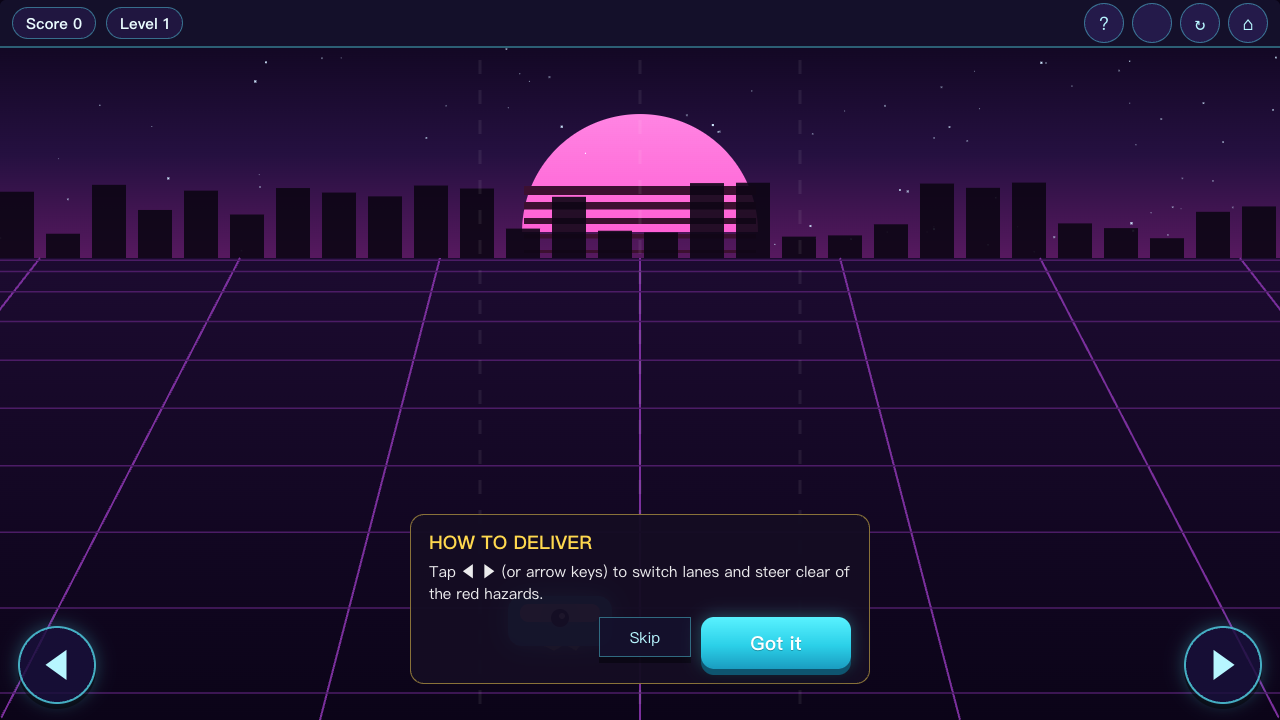 Score 0
Level 1
?
HOW TO DELIVER
Tap ◀ ▶ (or arrow keys) to switch lanes and steer clear of
the red hazards.
Skip
Got it